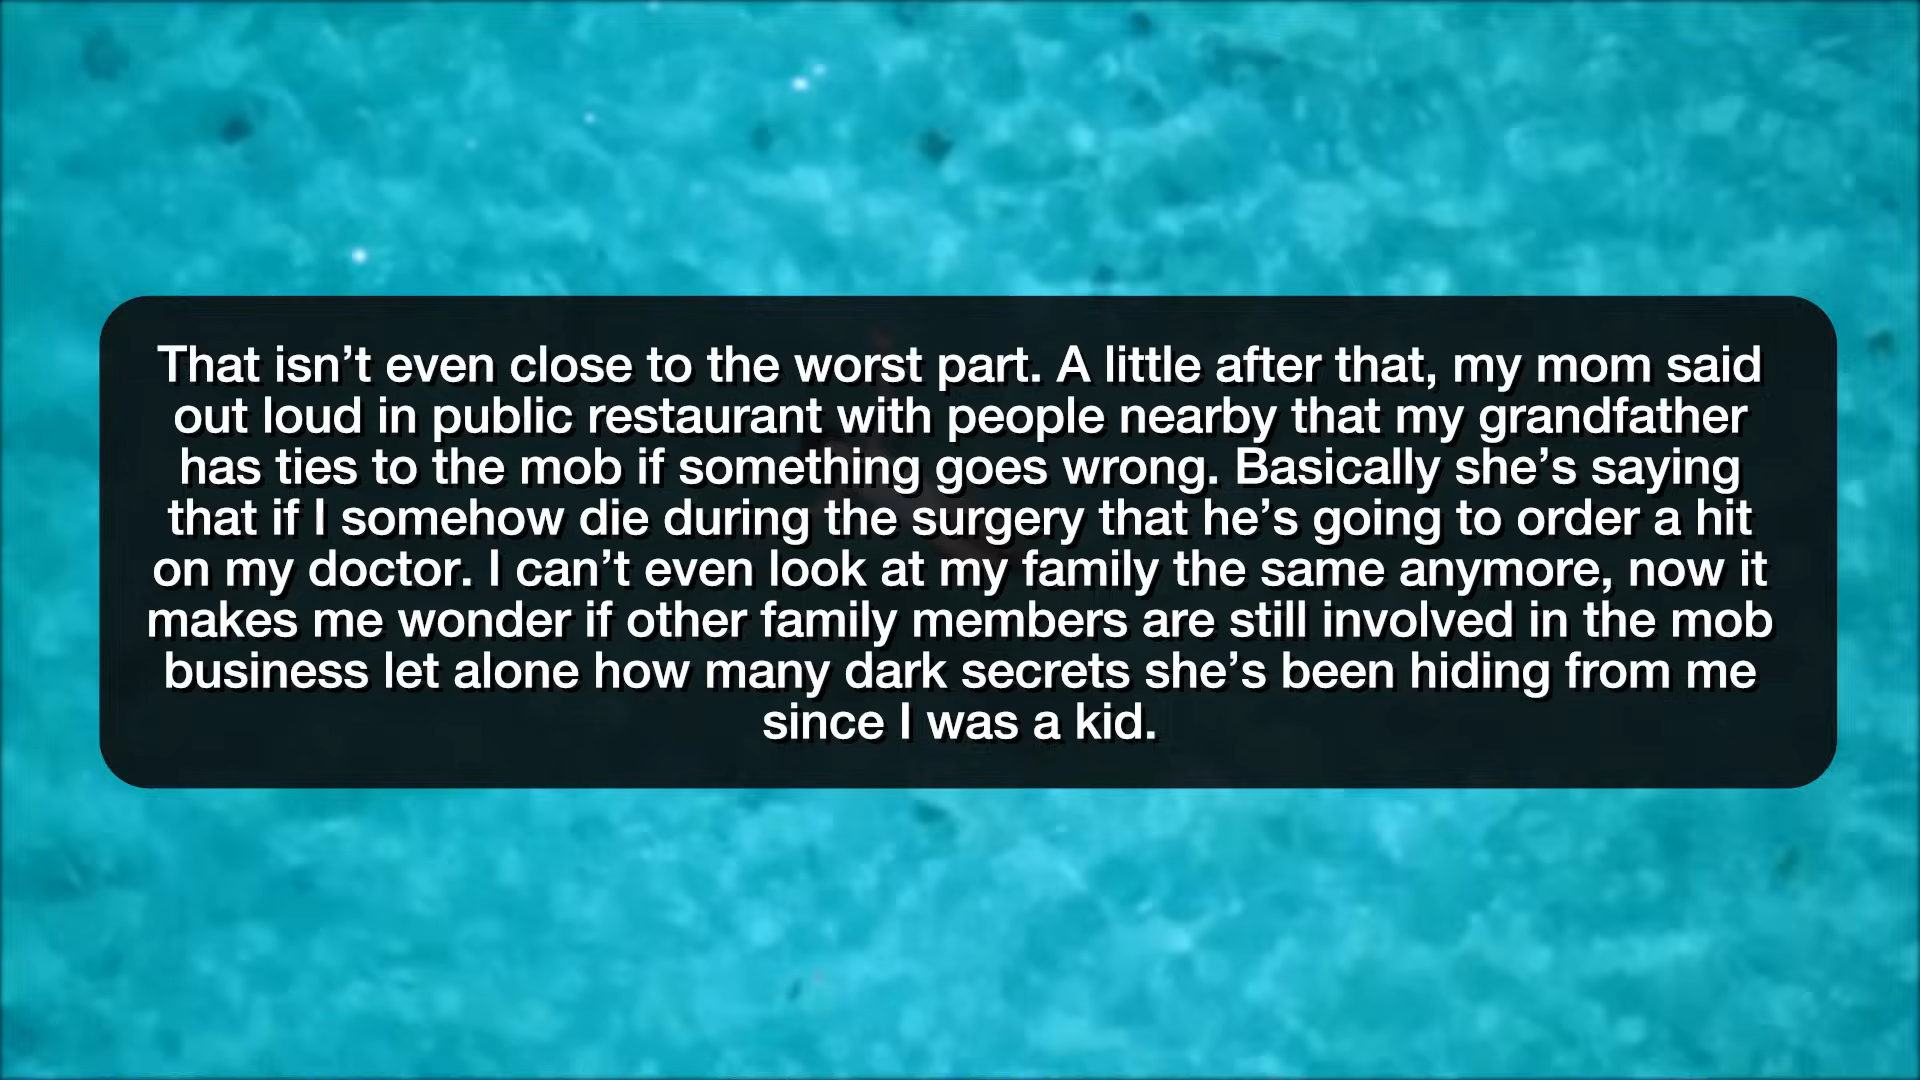 That isn’t even close to the worst part. A little after that, my mom said
out loud in public restaurant with people nearby that my grandfather
has ties to the mob if something goes wrong. Basically she’s saying
that if I somehow die during the surgery that he’s going to order a hit
on my doctor. I can’t even look at my family the same anymore, now it
makes me wonder if other family members are still involved in the mob
business let alone how many dark secrets she’s been hiding from me
since I was a kid.